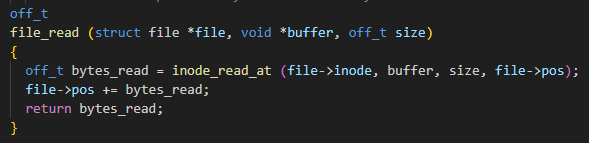 off_t
file_read (struct file *file, void *buffer, off_t size)
{
  off_t bytes_read = inode_read_at (file->inode, buffer, size, file->pos);
  file->pos += bytes_read;
  return bytes_read;
}